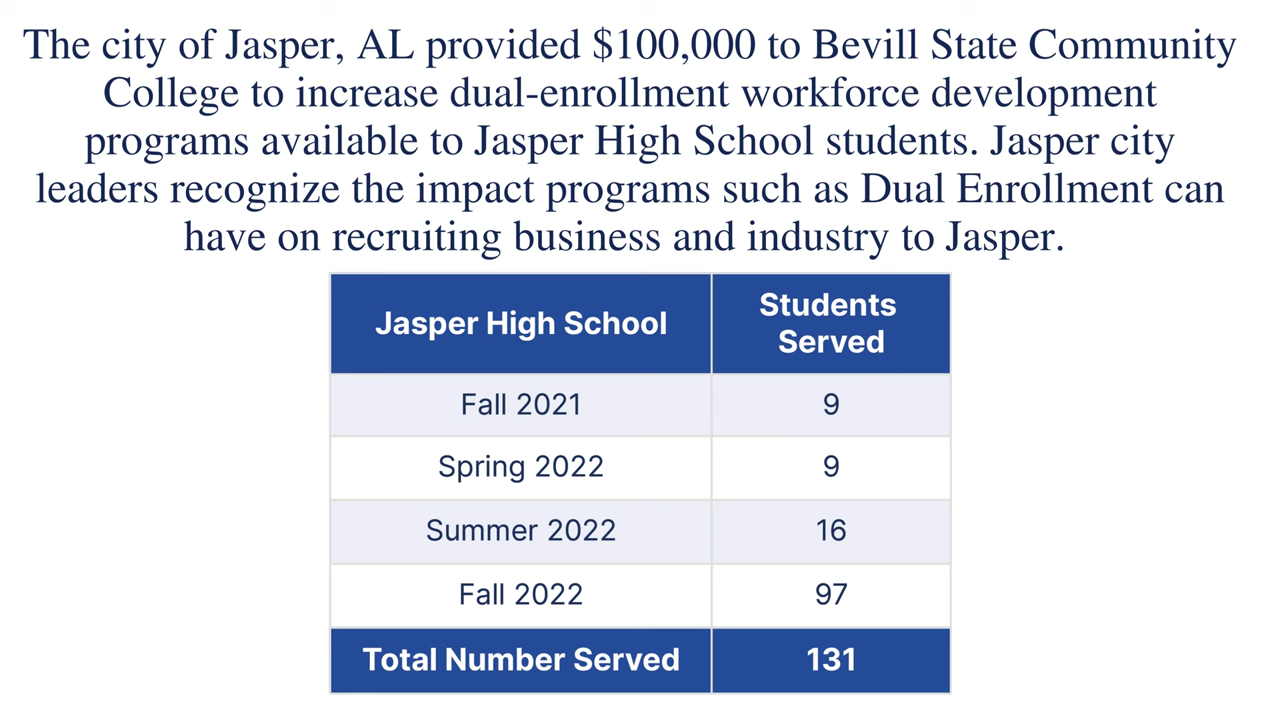 The city of Jasper, AL provided $100,000 to Bevill State Community
College to increase dual-enrollment workforce development
programs available to Jasper High School students. Jasper city
leaders recognize the impact programs such as Dual Enrollment can
have on recruiting business and industry to Jasper.
Jasper High School Students Served
Fall 2021 9
Spring 2022 9
Summer 2022 16
Fall 2022 97
Total Number Served 131